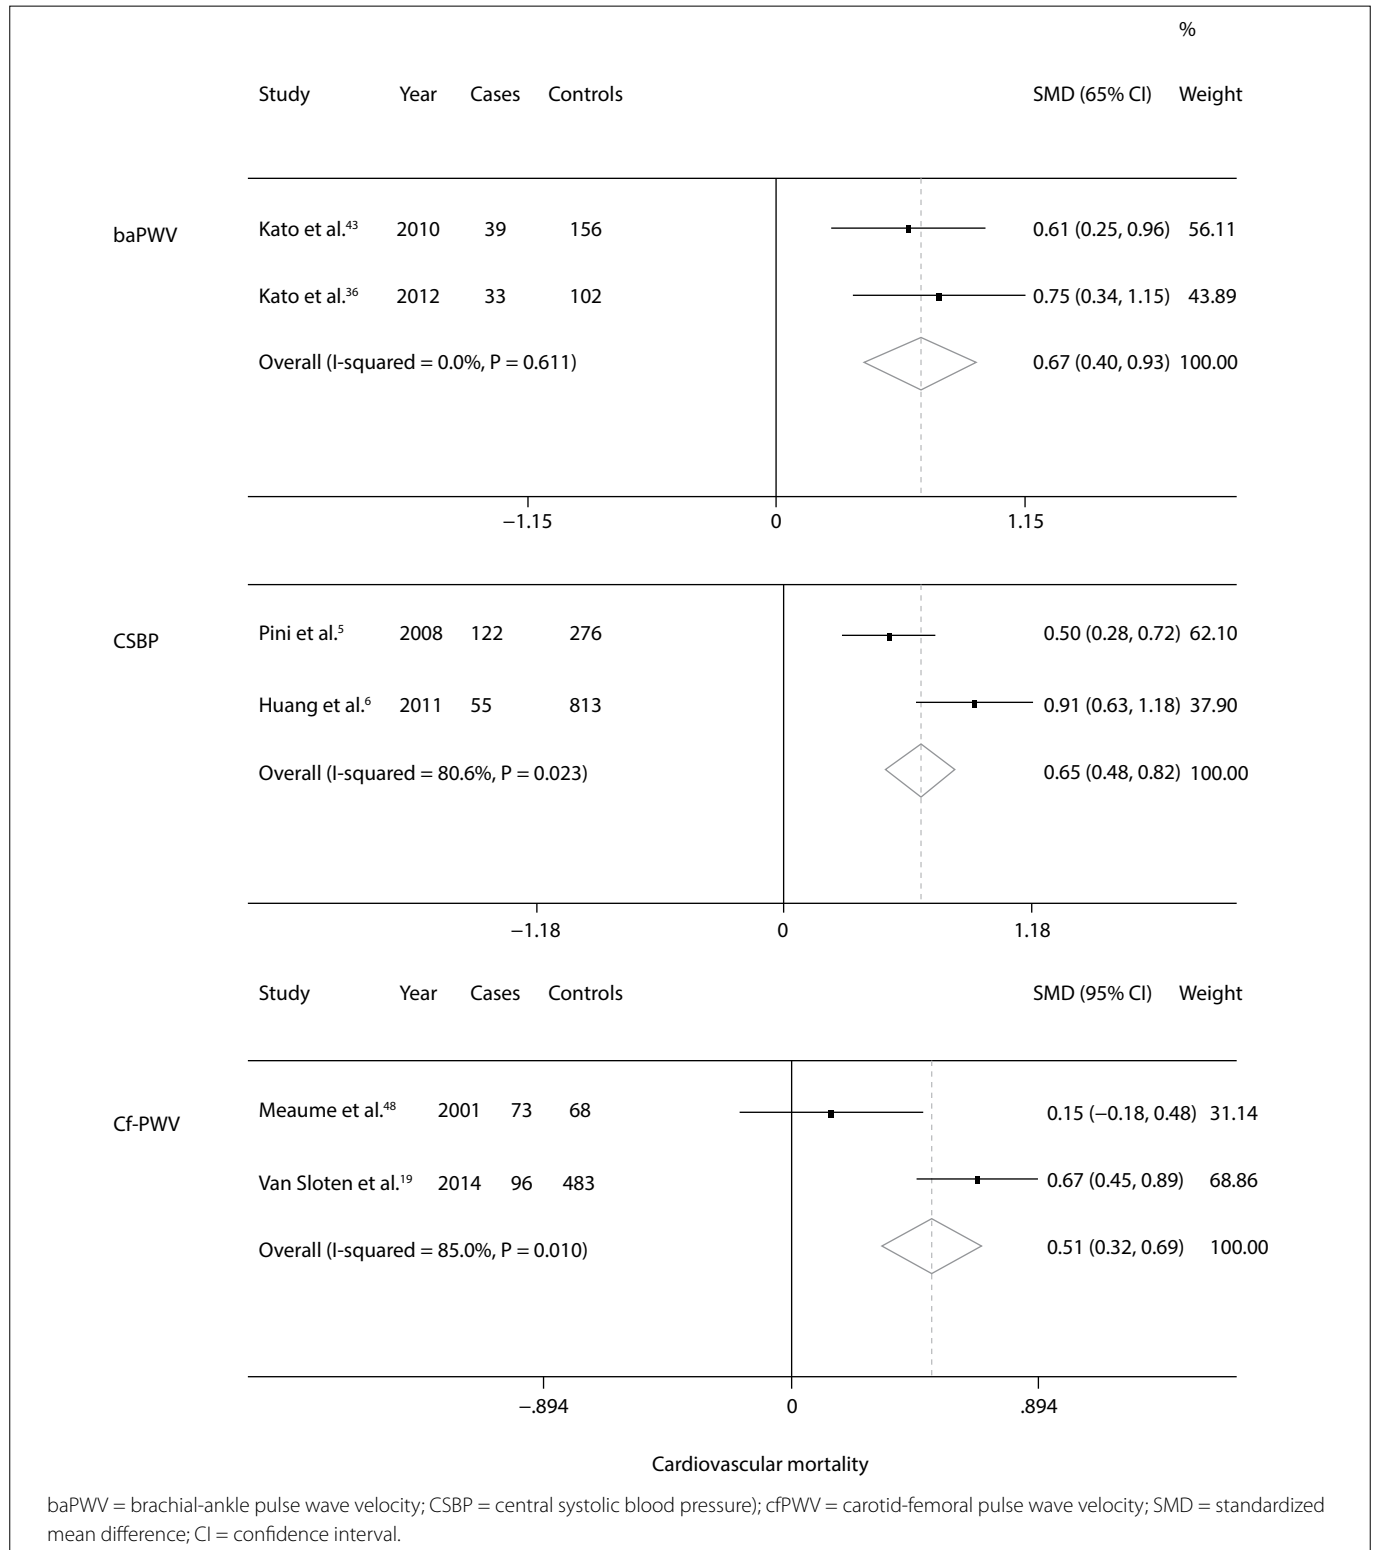 %
Study Year Cases Controls SMD (65% CI) Weight
baPWV
Kato et al.43 2010 39 156 0.61 (0.25, 0.96) 56.11
Kato et al.36 2012 33 102 0.75 (0.34, 1.15) 43.89
Overall (I-squared = 0.0%, P = 0.611) 0.67 (0.40, 0.93) 100.00
−1.15 0 1.15
CSBP
Pini et al.5 2008 122 276 0.50 (0.28, 0.72) 62.10
Huang et al.6 2011 55 813 0.91 (0.63, 1.18) 37.90
Overall (I-squared = 80.6%, P = 0.023) 0.65 (0.48, 0.82) 100.00
−1.18 0 1.18
Study Year Cases Controls SMD (95% CI) Weight
Cf-PWV
Meaume et al.48 2001 73 68 0.15 (−0.18, 0.48) 31.14
Van Sloten et al.19 2014 96 483 0.67 (0.45, 0.89) 68.86
Overall (I-squared = 85.0%, P = 0.010) 0.51 (0.32, 0.69) 100.00
−.894 0 .894
Cardiovascular mortality
baPWV = brachial-ankle pulse wave velocity; CSBP = central systolic blood pressure); cfPWV = carotid-femoral pulse wave velocity; SMD = standardized
mean difference; CI = confidence interval.